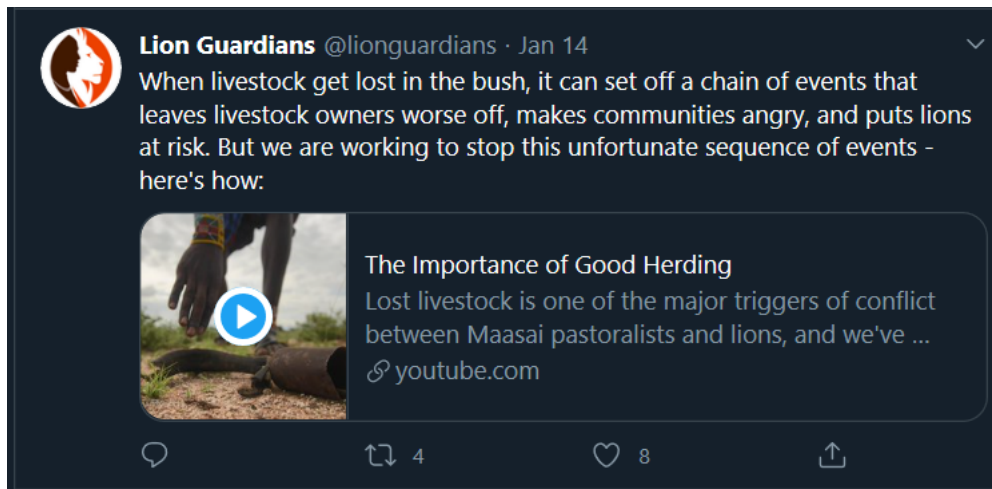 Lion Guardians @lionguardians · Jan 14
When livestock get lost in the bush, it can set off a chain of events that
leaves livestock owners worse off, makes communities angry, and puts lions
at risk. But we are working to stop this unfortunate sequence of events -
here's how:
The Importance of Good Herding
Lost livestock is one of the major triggers of conflict
between Maasai pastoralists and lions, and we've ...
youtube.com
4 8